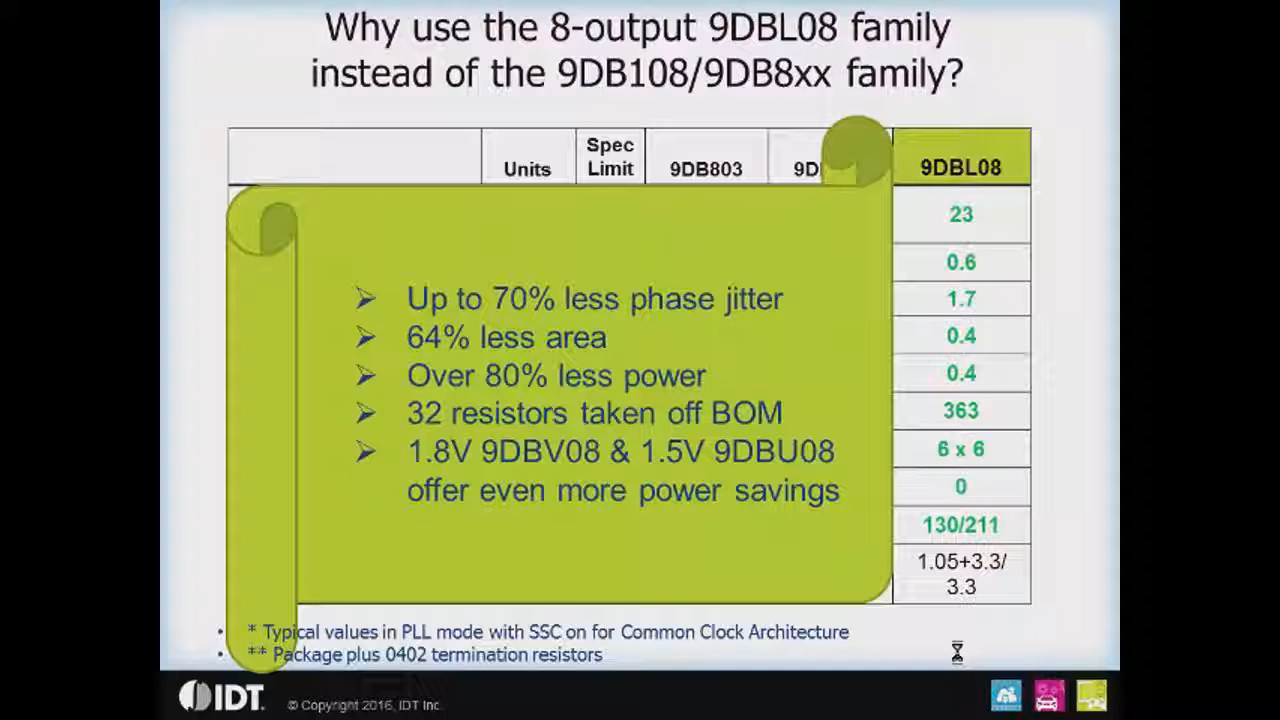 Why use the 8-output 9DBL08 family
instead of the 9DB108/9DB8xx family?
Units
Spec
Limit
9DB803
9D
9DBL08
23
0.6
1.7
0.4
0.4
363
6 x 6
0
130/211
1.05+3.3/
3.3
➢ Up to 70% less phase jitter
➢ 64% less area
➢ Over 80% less power
➢ 32 resistors taken off BOM
➢ 1.8V 9DBV08 & 1.5V 9DBU08
offer even more power savings
• * Typical values in PLL mode with SSC on for Common Clock Architecture
• ** Package plus 0402 termination resistors
IDT.
© Copyright 2016, IDT Inc.